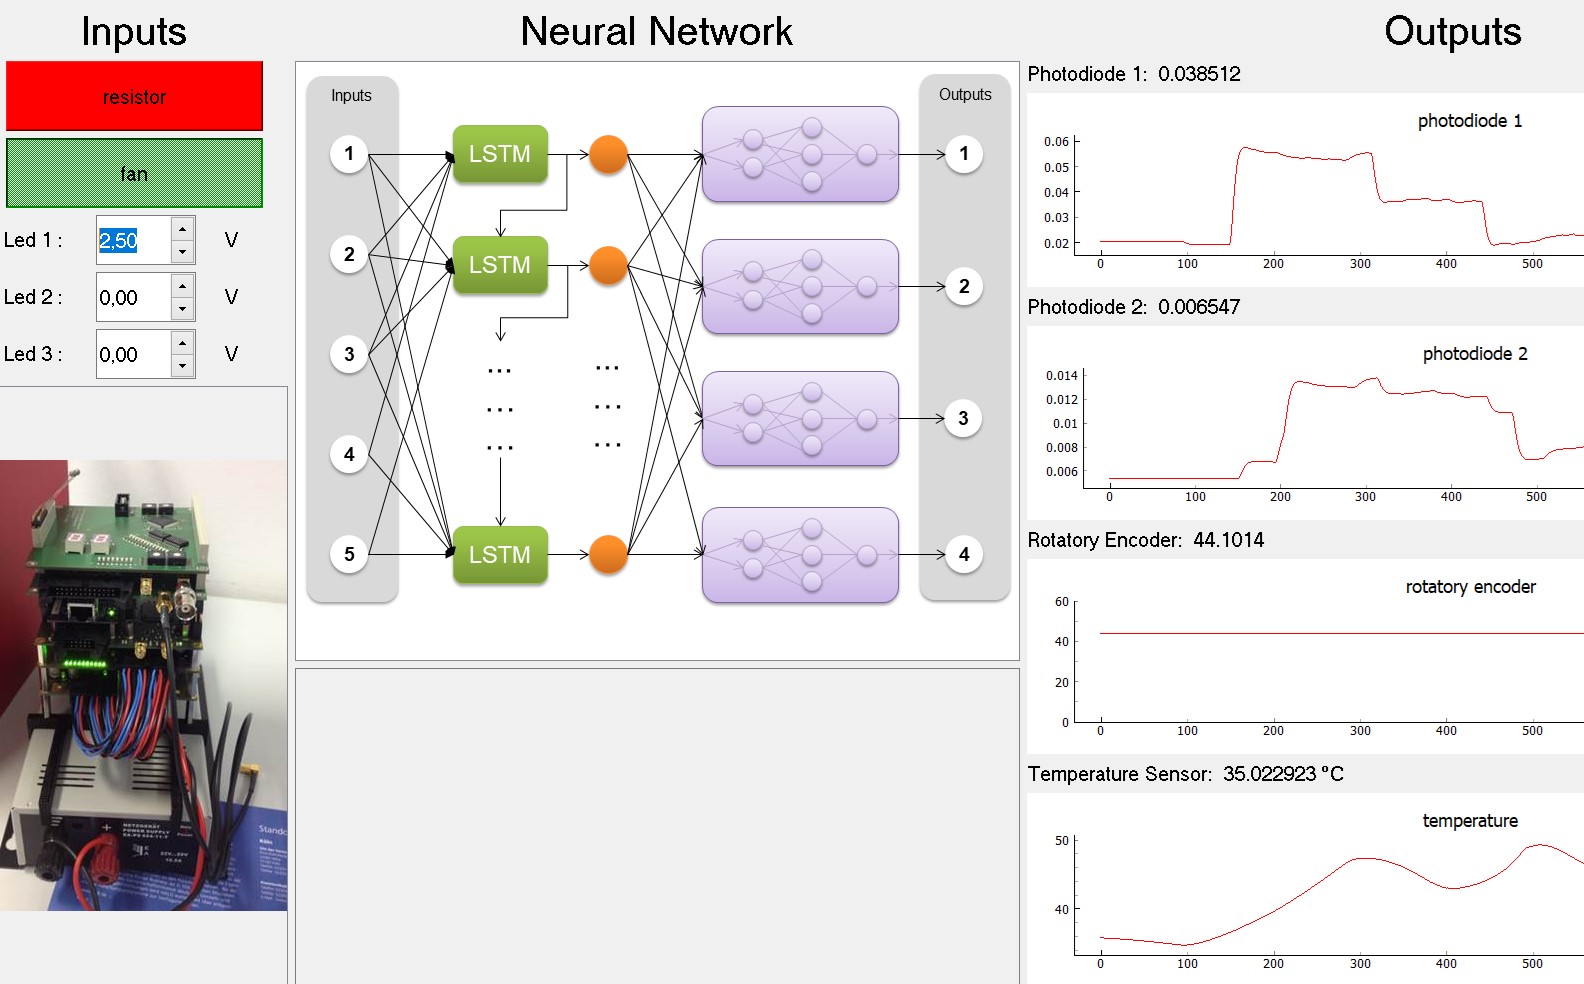 Inputs
Neural Network
Outputs
resistor
fan
Led 1 :
2,50
V
Led 2 :
0,00
V
Led 3 :
0,00
V
Inputs
1
2
3
4
5
LSTM
LSTM
...
...
...
...
...
...
LSTM
Outputs
1
2
3
4
Photodiode 1: 0.038512
photodiode 1
0.06
0.05
0.04
0.03
0.02
0 100 200 300 400 500
Photodiode 2: 0.006547
photodiode 2
0.014
0.012
0.01
0.008
0.006
0 100 200 300 400 500
Rotatory Encoder: 44.1014
rotatory encoder
60
40
20
0
0 100 200 300 400 500
Temperature Sensor: 35.022923 ºC
temperature
50
40
0 100 200 300 400 500
NETZGERÄT
POWER SUPPLY